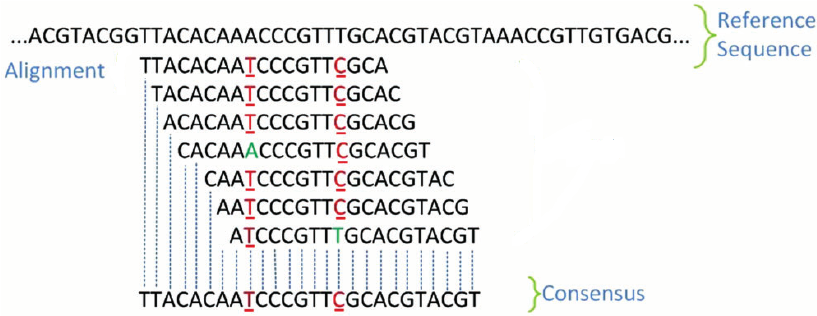 ...ACGTACGGTTACACAAACCCGTTTGCACGTACGTAAACCGTTGTGACG...
Reference
Sequence
Alignment
TTACACAATCCCGTTCGCA
TACACAATCCCGTTCGCAC
ACACAATCCCGTTCGCACG
CACAAACCCGTTCGCACGT
CAATCCCGTTCGCACGTAC
AATCCCGTTCGCACGTACG
ATCCCGTTTGCACGTACGT
TTACACAATCCCGTTCGCACGTACGT
Consensus